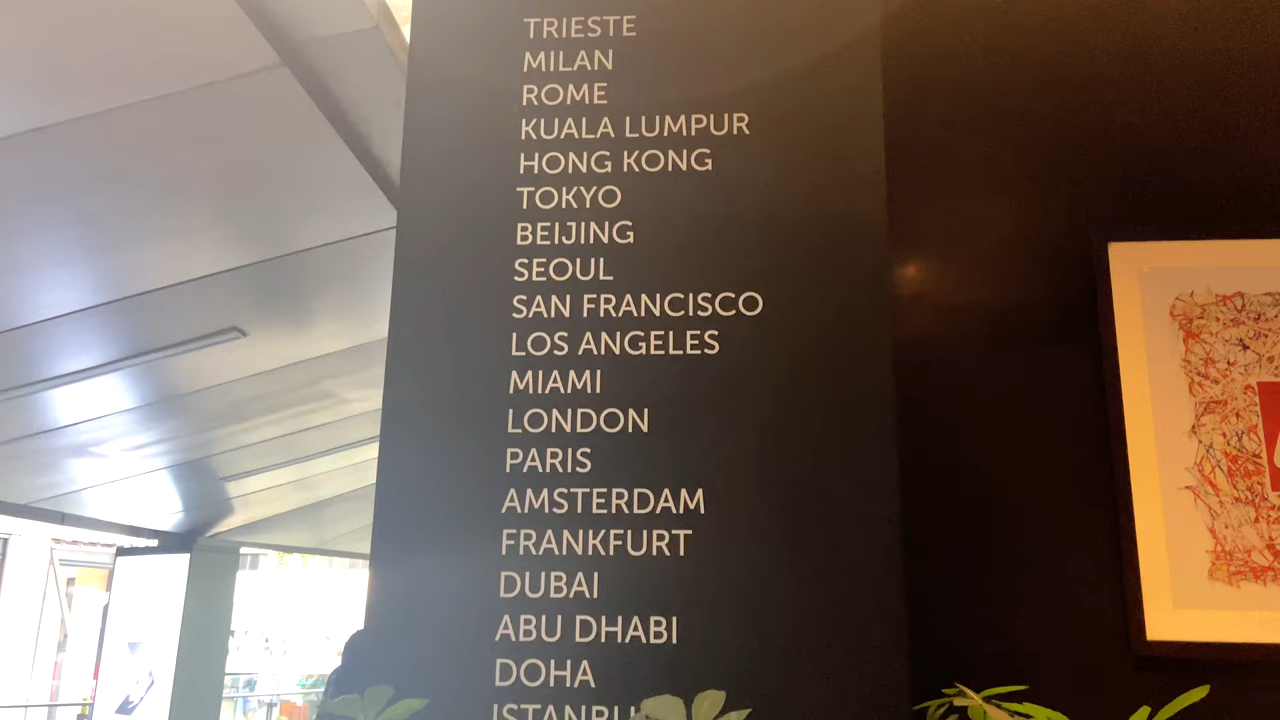 TRIESTE
MILAN
ROME
KUALA LUMPUR
HONG KONG
TOKYO
BEIJING
SEOUL
SAN FRANCISCO
LOS ANGELES
MIAMI
LONDON
PARIS
AMSTERDAM
FRANKFURT
DUBAI
ABU DHABI
DOHA